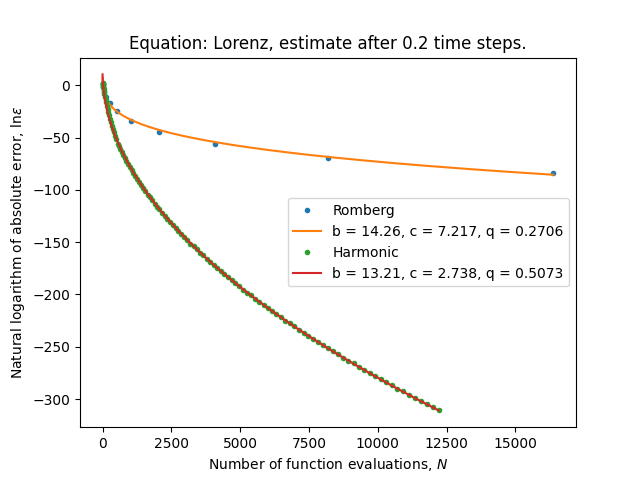 Equation: Lorenz, estimate after 0.2 time steps.
Natural logarithm of absolute error, lnε
0
−50
−100
−150
−200
−250
−300
Romberg
b = 14.26, c = 7.217, q = 0.2706
Harmonic
b = 13.21, c = 2.738, q = 0.5073
0 2500 5000 7500 10000 12500 15000
Number of function evaluations, N